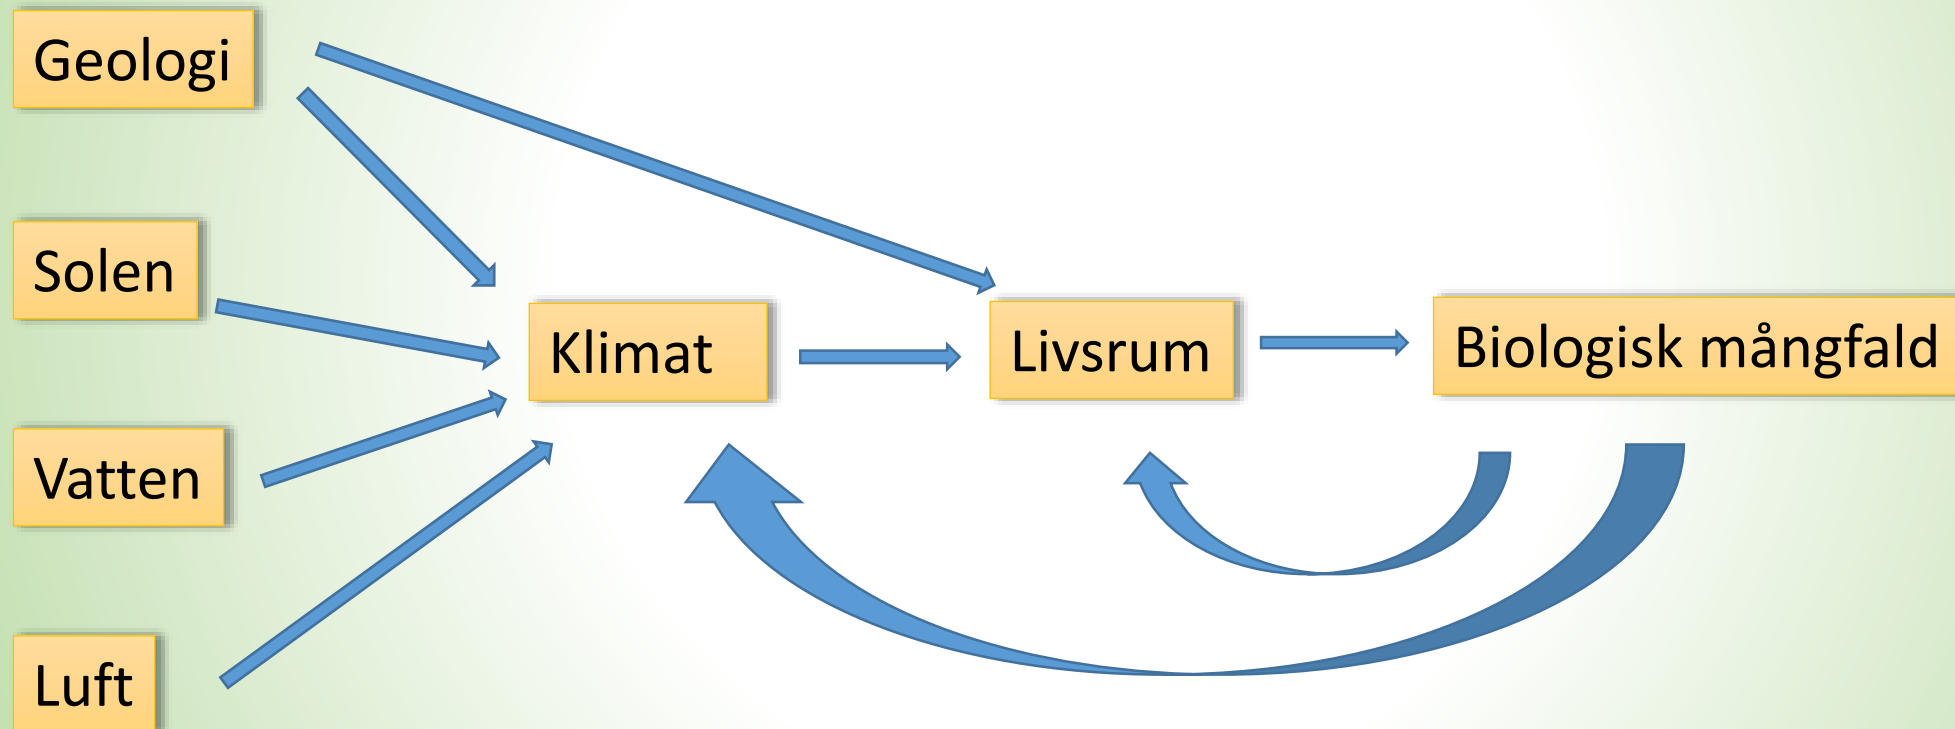 Geologi
Solen
Klimat
Livsrum
Biologisk mångfald
Vatten
Luft